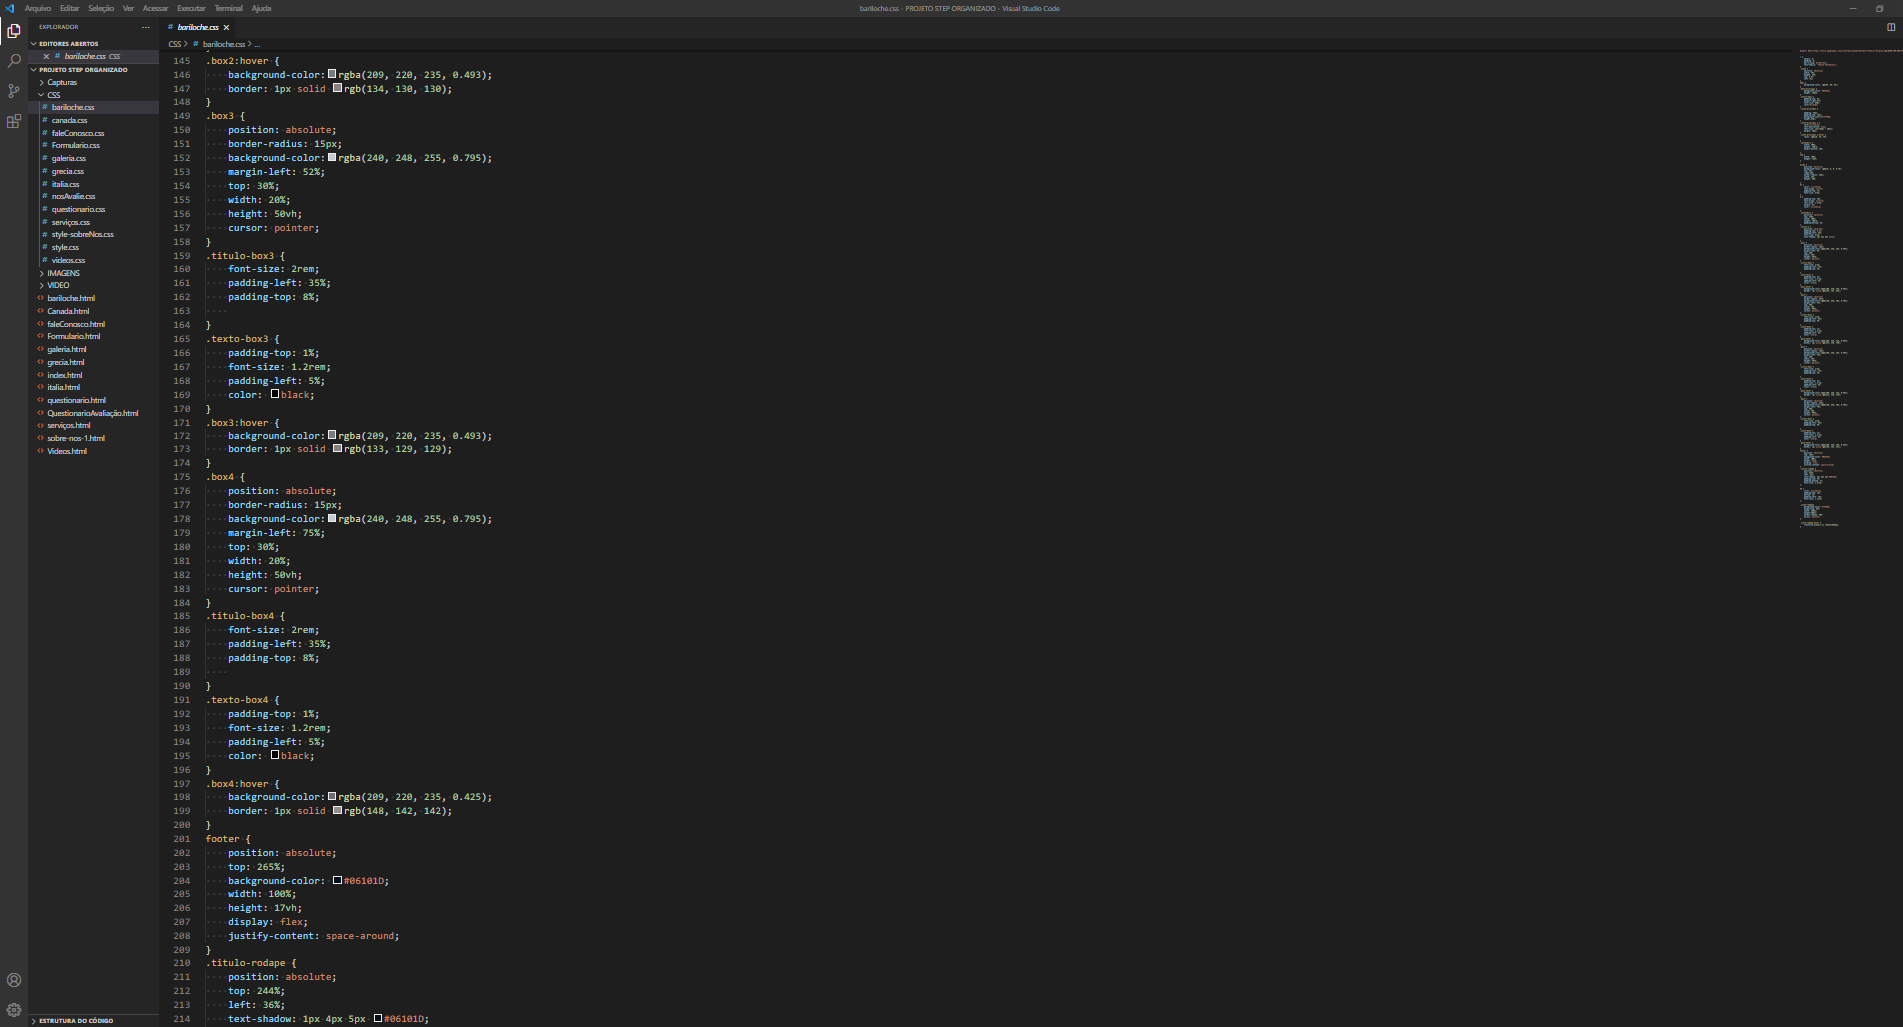 Arquivo Editar Seleção Ver Acessar Executar Terminal Ajuda
bariloche.css - PROJETO STEP ORGANIZADO - Visual Studio Code
EXPLORADOR
EDITORES ABERTOS
# bariloche.css CSS
PROJETO STEP ORGANIZADO
Capturas
CSS
# bariloche.css
# canada.css
# faleConosco.css
# Formulario.css
# galeria.css
# grecia.css
# italia.css
# nosAvalie.css
# questionario.css
# serviços.css
# style-sobreNos.css
# style.css
# videos.css
IMAGENS
VIDEO
bariloche.html
Canada.html
faleConosco.html
Formulario.html
galeria.html
grecia.html
index.html
italia.html
questionario.html
QuestionarioAvaliação.html
serviços.html
sobre-nos-1.html
Videos.html
ESTRUTURA DO CÓDIGO
# bariloche.css
CSS > # bariloche.css > ...
145 .box2:hover {
146 background-color: rgba(209, 220, 235, 0.493);
147 border: 1px solid rgb(134, 130, 130);
148 }
149 .box3 {
150 position: absolute;
151 border-radius: 15px;
152 background-color: rgba(240, 248, 255, 0.795);
153 margin-left: 52%;
154 top: 30%;
155 width: 20%;
156 height: 50vh;
157 cursor: pointer;
158 }
159 .titulo-box3 {
160 font-size: 2rem;
161 padding-left: 35%;
162 padding-top: 8%;
163
164 }
165 .texto-box3 {
166 padding-top: 1%;
167 font-size: 1.2rem;
168 padding-left: 5%;
169 color: black;
170 }
171 .box3:hover {
172 background-color: rgba(209, 220, 235, 0.493);
173 border: 1px solid rgb(133, 129, 129);
174 }
175 .box4 {
176 position: absolute;
177 border-radius: 15px;
178 background-color: rgba(240, 248, 255, 0.795);
179 margin-left: 75%;
180 top: 30%;
181 width: 20%;
182 height: 50vh;
183 cursor: pointer;
184 }
185 .titulo-box4 {
186 font-size: 2rem;
187 padding-left: 35%;
188 padding-top: 8%;
189
190 }
191 .texto-box4 {
192 padding-top: 1%;
193 font-size: 1.2rem;
194 padding-left: 5%;
195 color: black;
196 }
197 .box4:hover {
198 background-color: rgba(209, 220, 235, 0.425);
199 border: 1px solid rgb(148, 142, 142);
200 }
201 footer {
202 position: absolute;
203 top: 265%;
204 background-color: #06101D;
205 width: 100%;
206 height: 17vh;
207 display: flex;
208 justify-content: space-around;
209 }
210 .titulo-rodape {
211 position: absolute;
212 top: 244%;
213 left: 36%;
214 text-shadow: 1px 4px 5px #06101D;